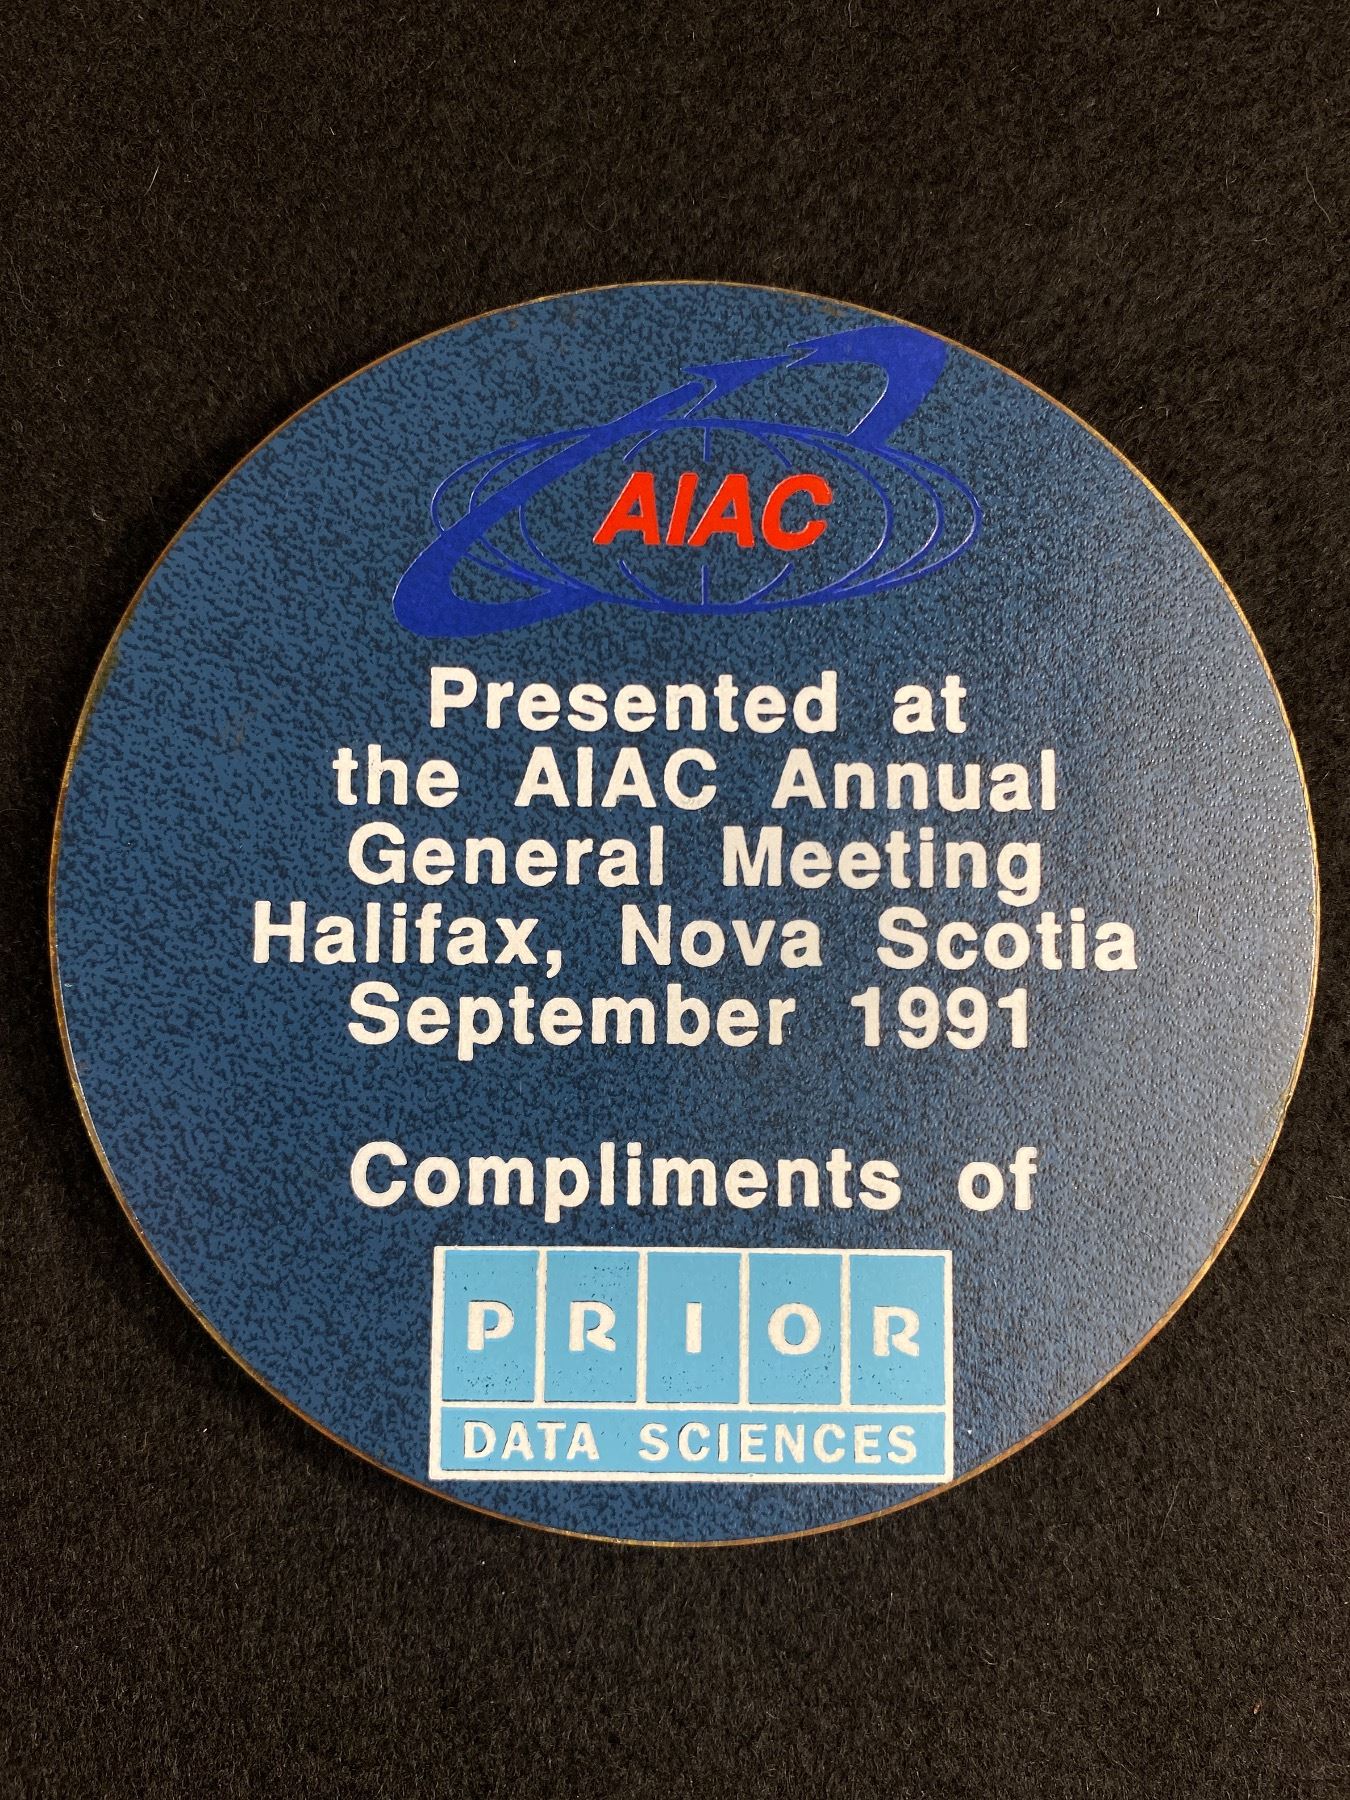 AIAC
Presented at
the AIAC Annual
General Meeting
Halifax, Nova Scotia
September 1991
Compliments of
PRIOR
DATA SCIENCES